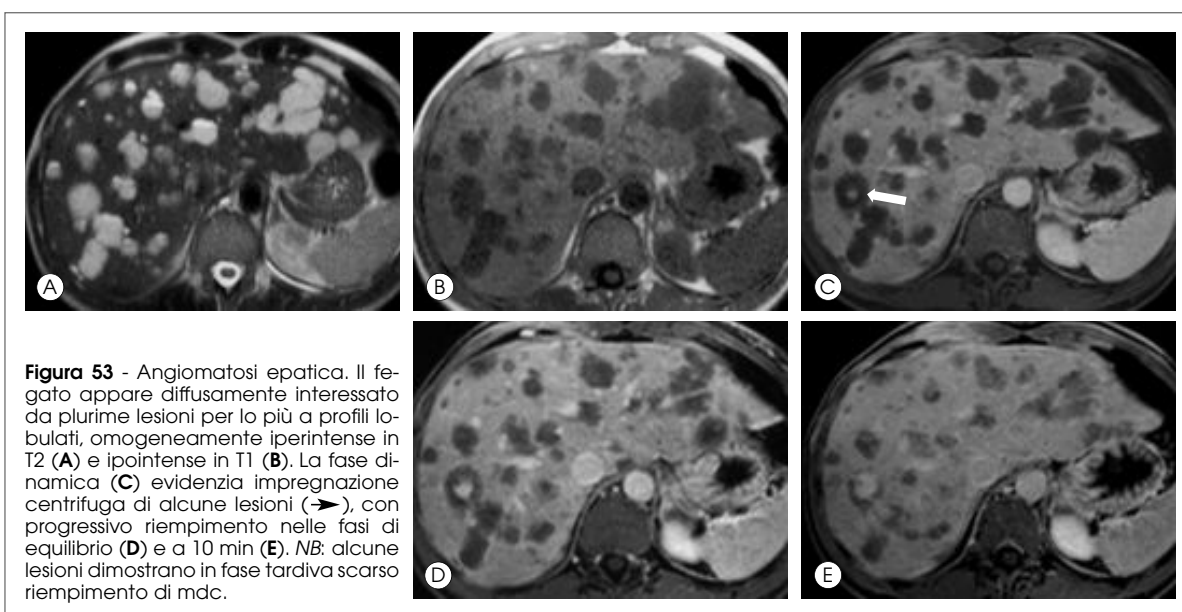 A
B
C
Figura 53 - Angiomatosi epatica. Il fe-
gato appare diffusamente interessato
da plurime lesioni per lo più a profili lo-
bulati, omogeneamente iperintense in
T2 (A) e ipointense in T1 (B). La fase di-
namica (C) evidenzia impregnazione
centrifuga di alcune lesioni (➛), con
progressivo riempimento nelle fasi di
equilibrio (D) e a 10 min (E). NB: alcune
lesioni dimostrano in fase tardiva scarso
riempimento di mdc.
D
E